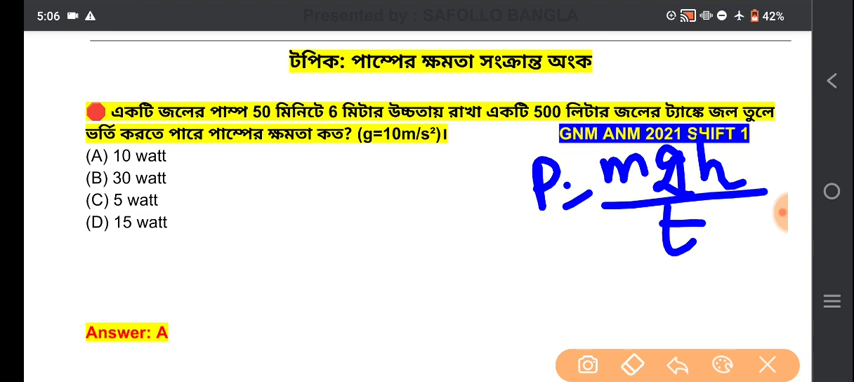 5:06
42%
Presented by : SAFOLLO BANGLA
টপিক: পাম্পের ক্ষমতা সংক্রান্ত অংক
একটি জলের পাম্প 50 মিনিটে 6 মিটার উচ্চতায় রাখা একটি 500 লিটার জলের ট্যাঙ্কে জল তুলে
ভর্তি করতে পারে পাম্পের ক্ষমতা কত? (g=10m/s²)।
GNM ANM 2021 SHIFT 1
(A) 10 watt
(B) 30 watt
(C) 5 watt
(D) 15 watt
P = mgh
t
Answer: A